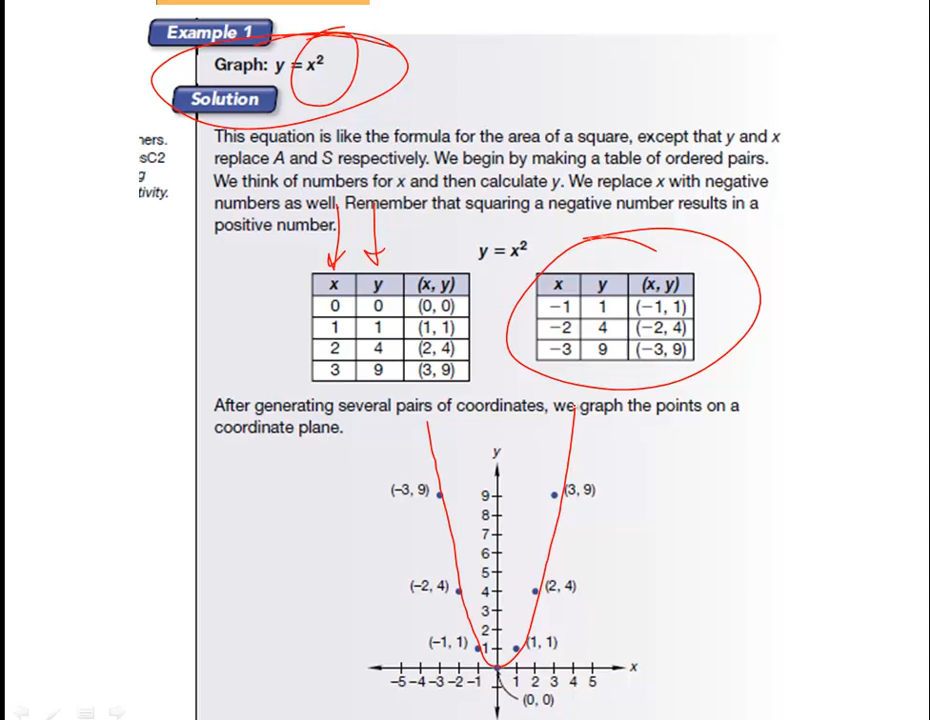 Example 1
Graph: y = x²
Solution
ners.
sC2
g
tivity.
This equation is like the formula for the area of a square, except that y and x
replace A and S respectively. We begin by making a table of ordered pairs.
We think of numbers for x and then calculate y. We replace x with negative
numbers as well. Remember that squaring a negative number results in a
positive number.
y = x²
x y (x, y)
0 0 (0, 0)
1 1 (1, 1)
2 4 (2, 4)
3 9 (3, 9)
x y (x, y)
−1 1 (−1, 1)
−2 4 (−2, 4)
−3 9 (−3, 9)
After generating several pairs of coordinates, we graph the points on a
coordinate plane.
y
(−3, 9) 9 (3, 9)
8
7
6
5
(−2, 4) 4 (2, 4)
3
2
(−1, 1) 1 (1, 1)
x
−5 −4 −3 −2 −1 1 2 3 4 5
(0, 0)